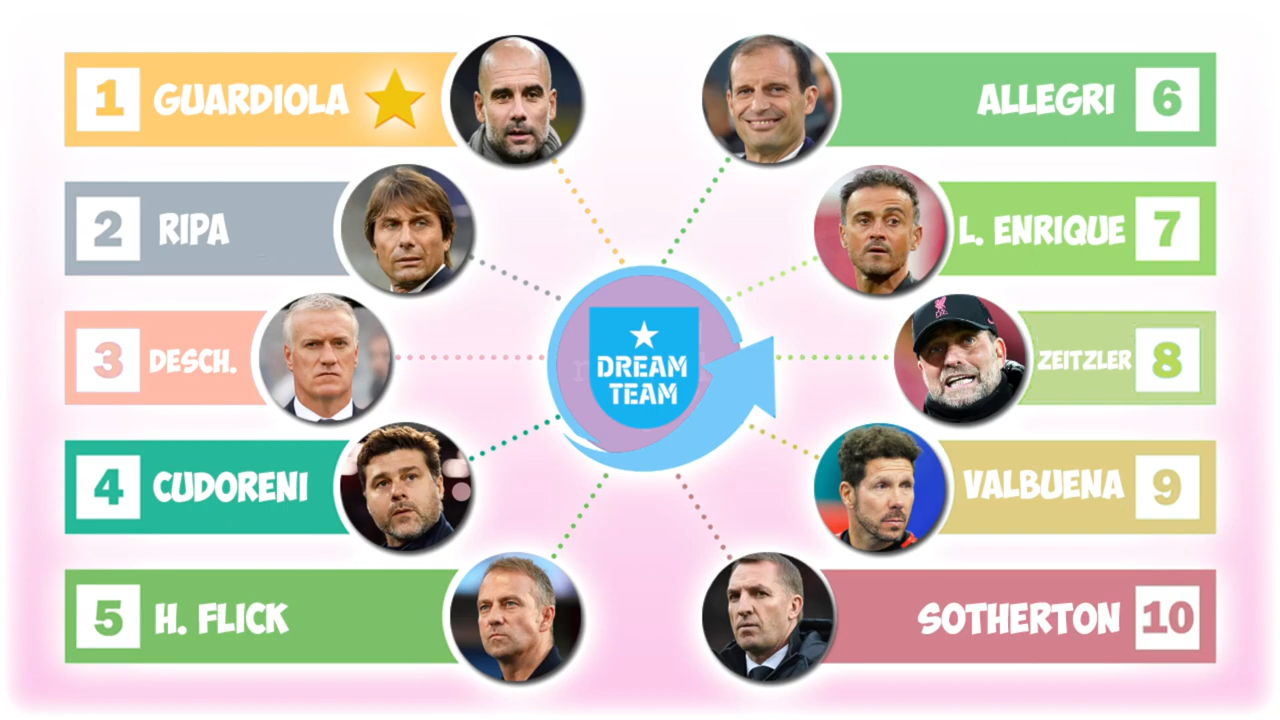 1 GUARDIOLA
2 RIPA
3 DESCH.
4 CUDORENI
5 H. FLICK
DREAM
TEAM
ALLEGRI 6
L. ENRIQUE 7
ZEITZLER 8
VALBUENA 9
SOTHERTON 10